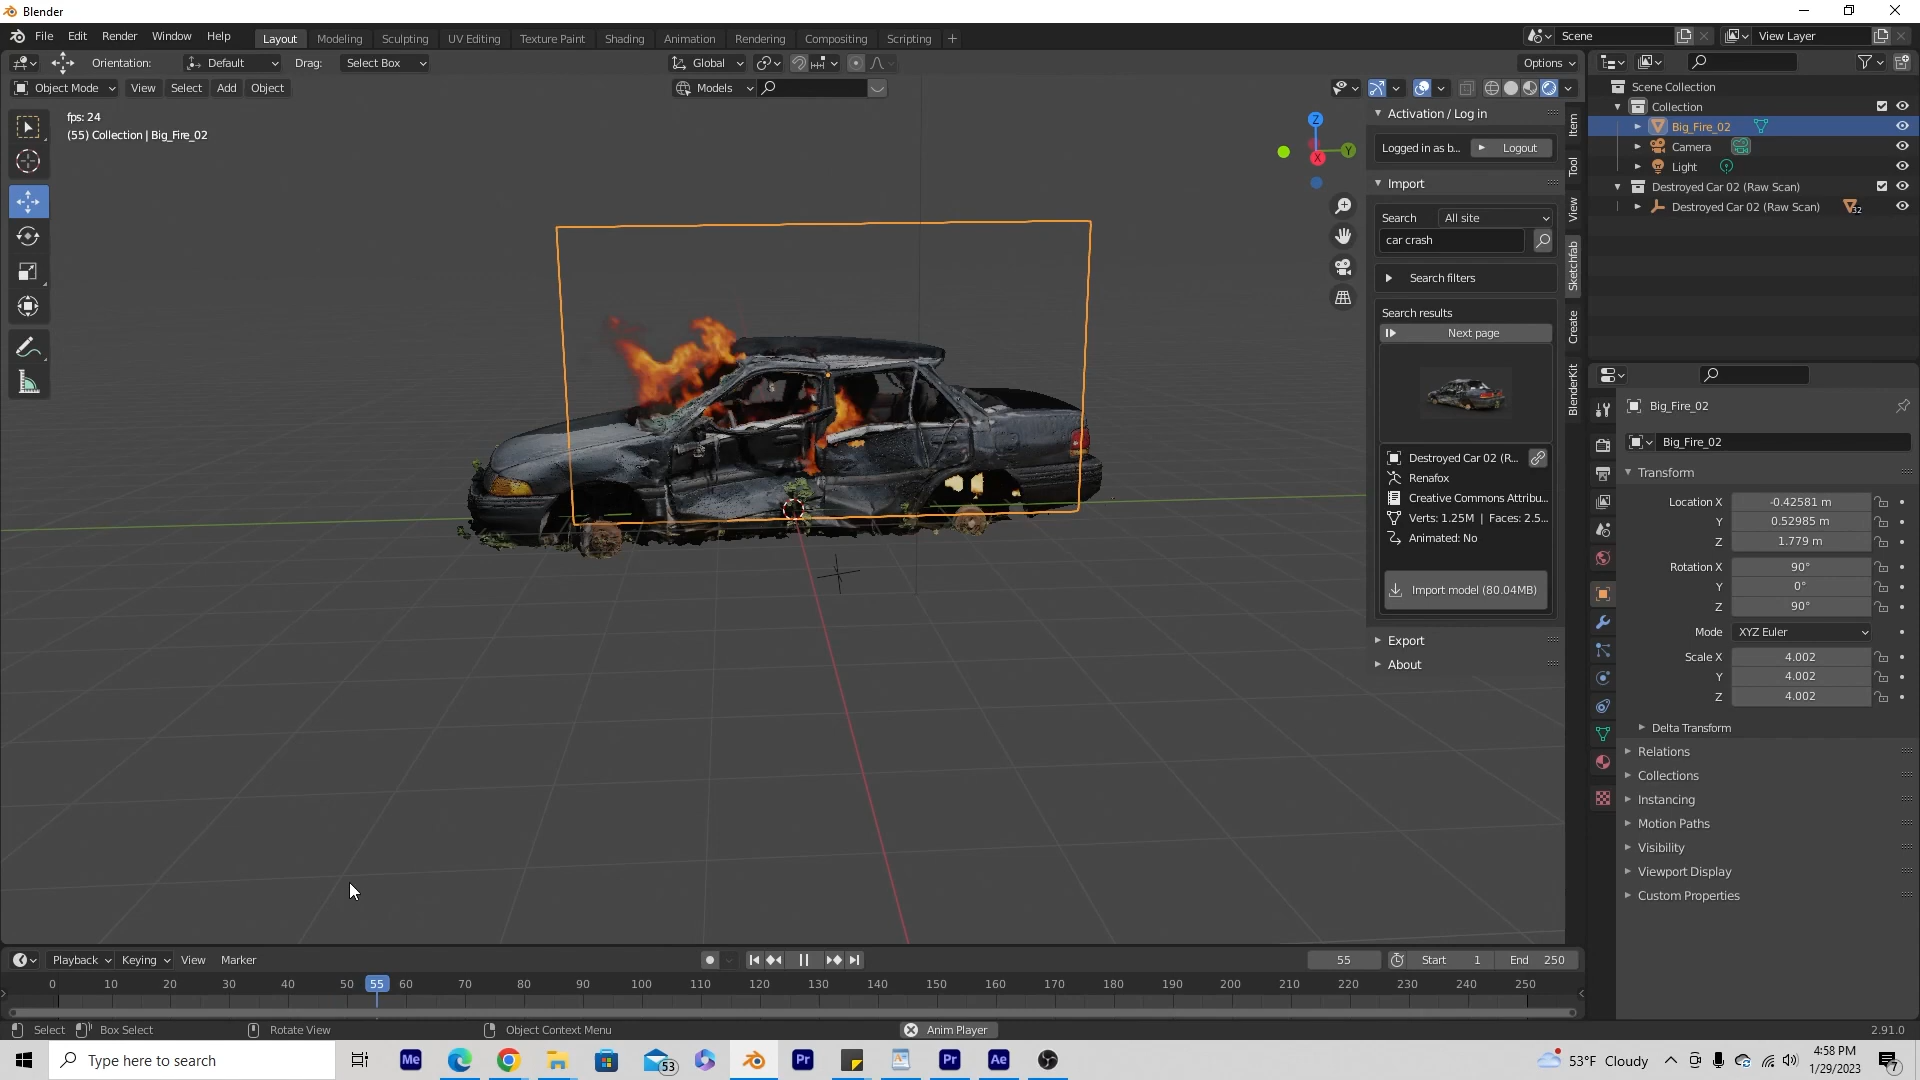 Blender
File Edit Render Window Help
Layout Modeling Sculpting UV Editing Texture Paint Shading Animation Rendering Compositing Scripting +
Scene
View Layer
Orientation: Default Drag: Select Box
Global
Options
Object Mode View Select Add Object
Models
fps: 24
(55) Collection | Big_Fire_02
Z
X
Y
Activation / Log in
Logged in as b... Logout
Import
Search All site
car crash
Search filters
Search results
Next page
Destroyed Car 02 (R...
Renafox
Creative Commons Attribu...
Verts: 1.25M | Faces: 2.5...
Animated: No
Import model (80.04MB)
Export
About
Item
Tool
View
Sketchfab
Create
BlenderKit
Scene Collection
Collection
Big_Fire_02
Camera
Light
Destroyed Car 02 (Raw Scan)
Destroyed Car 02 (Raw Scan) 32
Big_Fire_02
Big_Fire_02
Transform
Location X -0.42581 m
Y 0.52985 m
Z 1.779 m
Rotation X 90°
Y 0°
Z 90°
Mode XYZ Euler
Scale X 4.002
Y 4.002
Z 4.002
Delta Transform
Relations
Collections
Instancing
Motion Paths
Visibility
Viewport Display
Custom Properties
Playback Keying View Marker
55 Start 1 End 250
0 10 20 30 40 50 55 60 70 80 90 100 110 120 130 140 150 160 170 180 190 200 210 220 230 240 250
Select Box Select Rotate View Object Context Menu Anim Player 2.91.0
Type here to search
Me
53
Pr
Pr
Ae
53°F Cloudy
4:58 PM
1/29/2023
7